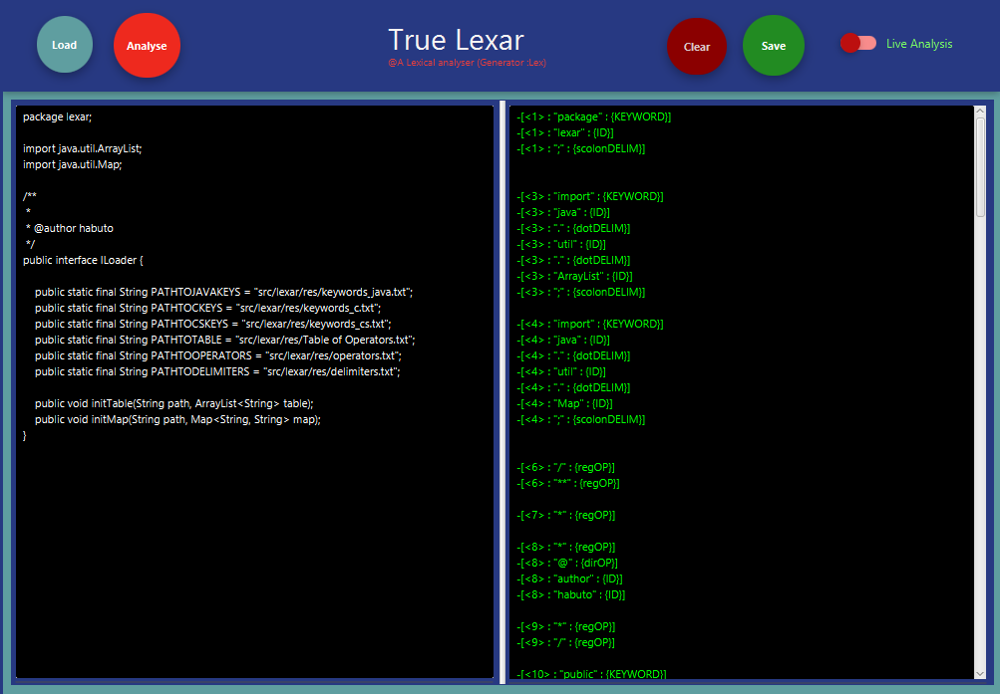 Load
Analyse
True Lexar
@A Lexical analyser (Generator :Lex)
Clear
Save
Live Analysis
package lexar;
import java.util.ArrayList;
import java.util.Map;
/**
*
* @author habuto
*/
public interface ILoader {
public static final String PATHTOJAVAKEYS = "src/lexar/res/keywords_java.txt";
public static final String PATHTOCKEYS = "src/lexar/res/keywords_c.txt";
public static final String PATHTOCSKEYS = "src/lexar/res/keywords_cs.txt";
public static final String PATHTOTABLE = "src/lexar/res/Table of Operators.txt";
public static final String PATHTOOPERATORS = "src/lexar/res/operators.txt";
public static final String PATHTODELIMITERS = "src/lexar/res/delimiters.txt";
public void initTable(String path, ArrayList<String> table);
public void initMap(String path, Map<String, String> map);
}
-[<1> : "package" : {KEYWORD}]
-[<1> : "lexar" : {ID}]
-[<1> : ";" : {scolonDELIM}]
-[<3> : "import" : {KEYWORD}]
-[<3> : "java" : {ID}]
-[<3> : "." : {dotDELIM}]
-[<3> : "util" : {ID}]
-[<3> : "." : {dotDELIM}]
-[<3> : "ArrayList" : {ID}]
-[<3> : ";" : {scolonDELIM}]
-[<4> : "import" : {KEYWORD}]
-[<4> : "java" : {ID}]
-[<4> : "." : {dotDELIM}]
-[<4> : "util" : {ID}]
-[<4> : "." : {dotDELIM}]
-[<4> : "Map" : {ID}]
-[<4> : ";" : {scolonDELIM}]
-[<6> : "/" : {regOP}]
-[<6> : "**" : {regOP}]
-[<7> : "*" : {regOP}]
-[<8> : "*" : {regOP}]
-[<8> : "@" : {dirOP}]
-[<8> : "author" : {ID}]
-[<8> : "habuto" : {ID}]
-[<9> : "*" : {regOP}]
-[<9> : "/" : {regOP}]
-[<10> : "public" : {KEYWORD}]